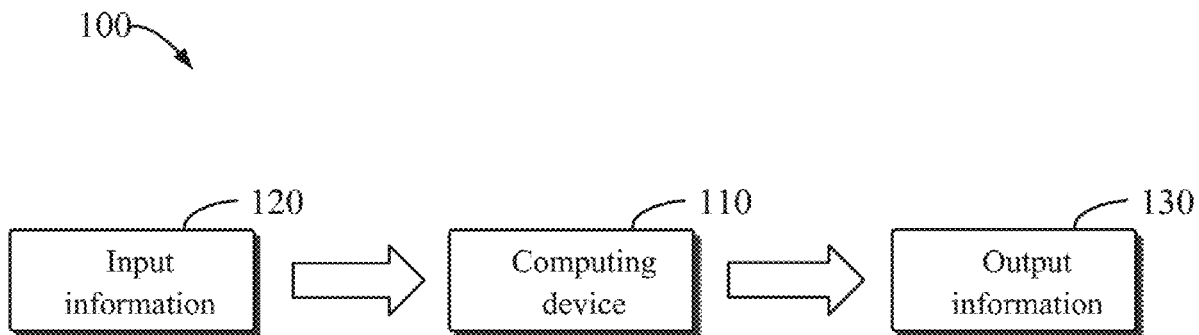 100
120
110
130
Input
information
Computing
device
Output
information